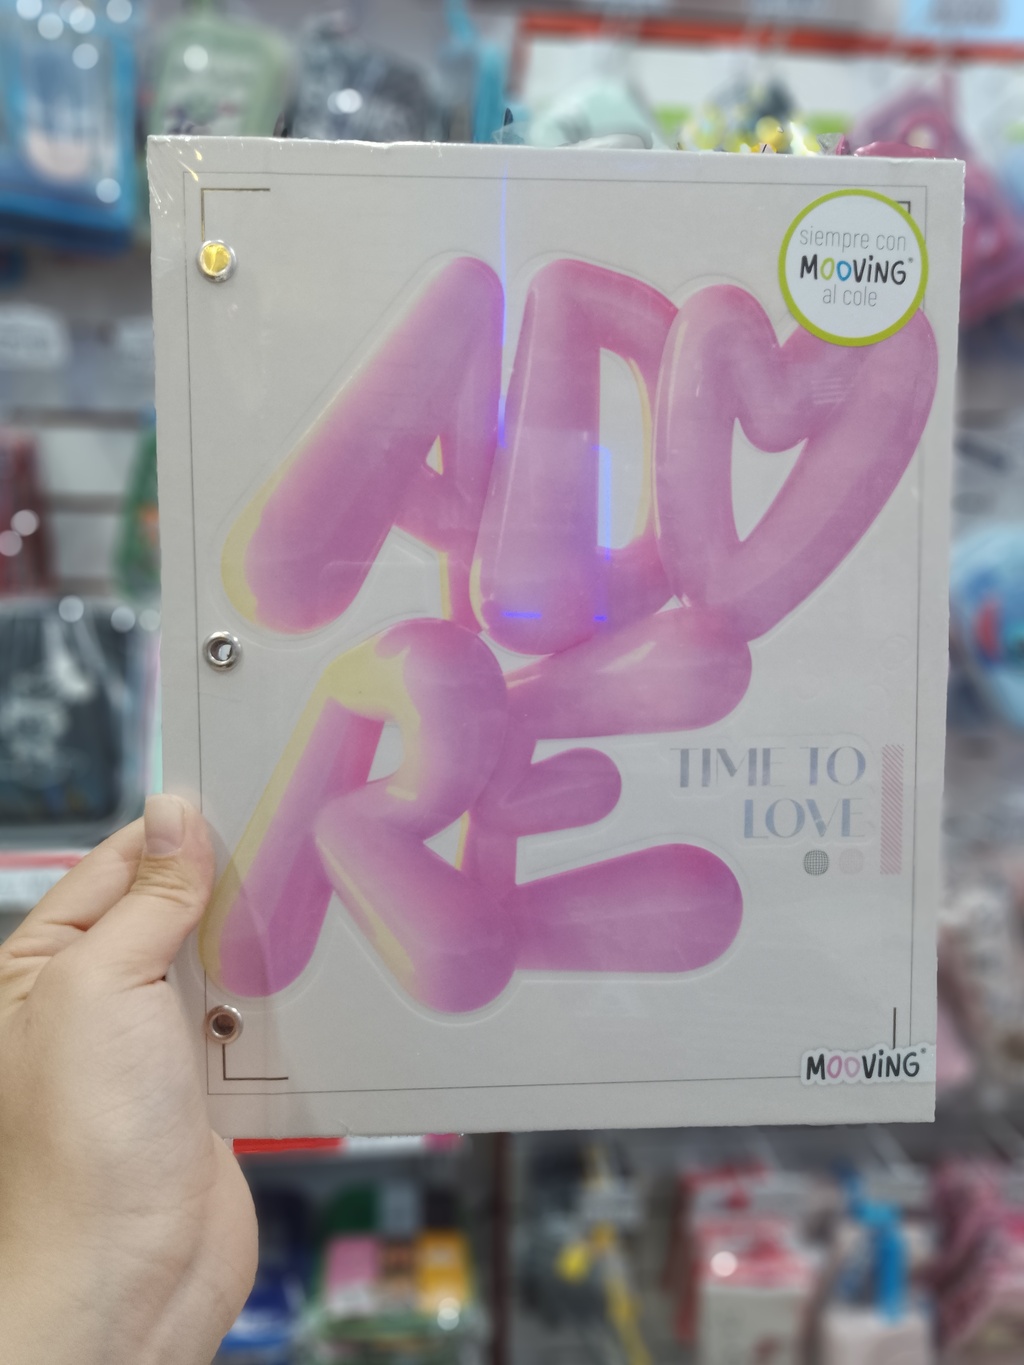 siempre con
MOOViNG®
al cole
ADO
RE
TIME TO
LOVE
MOOViNG®